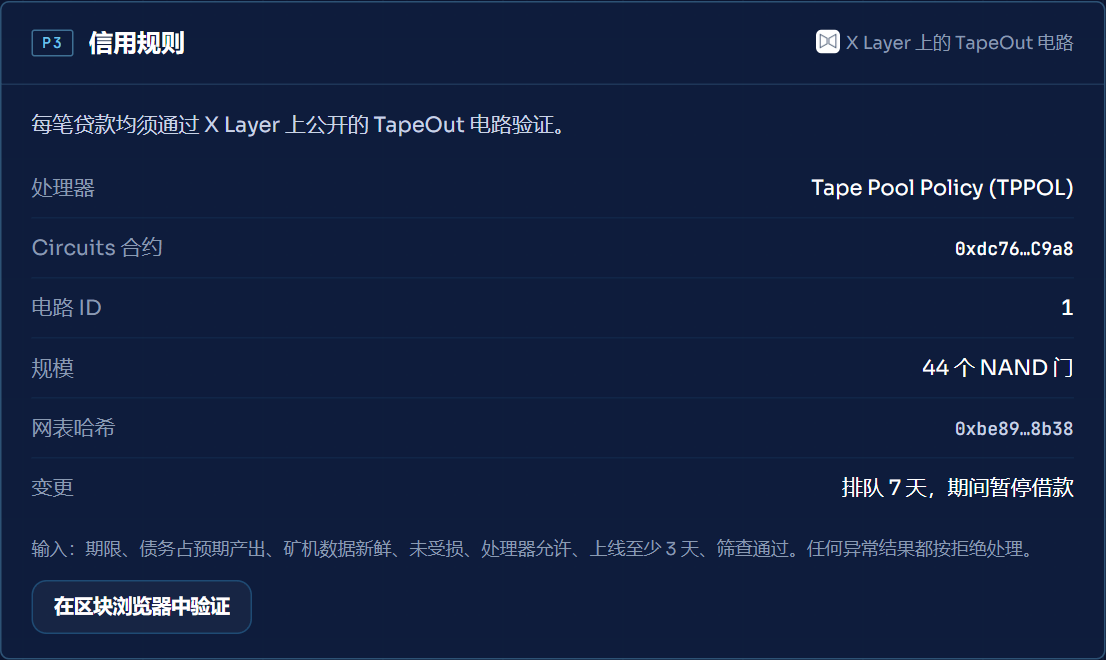 P3 信用规则 X Layer 上的 TapeOut 电路
每笔贷款均须通过 X Layer 上公开的 TapeOut 电路验证。
处理器 Tape Pool Policy (TPPOL)
Circuits 合约 0xdc76…C9a8
电路 ID 1
规模 44 个 NAND 门
网表哈希 0xbe89…8b38
变更 排队 7 天，期间暂停借款
输入：期限、债务占预期产出、矿机数据新鲜、未受损、处理器允许、上线至少 3 天、筛查通过。任何异常结果都按拒绝处理。
在区块浏览器中验证